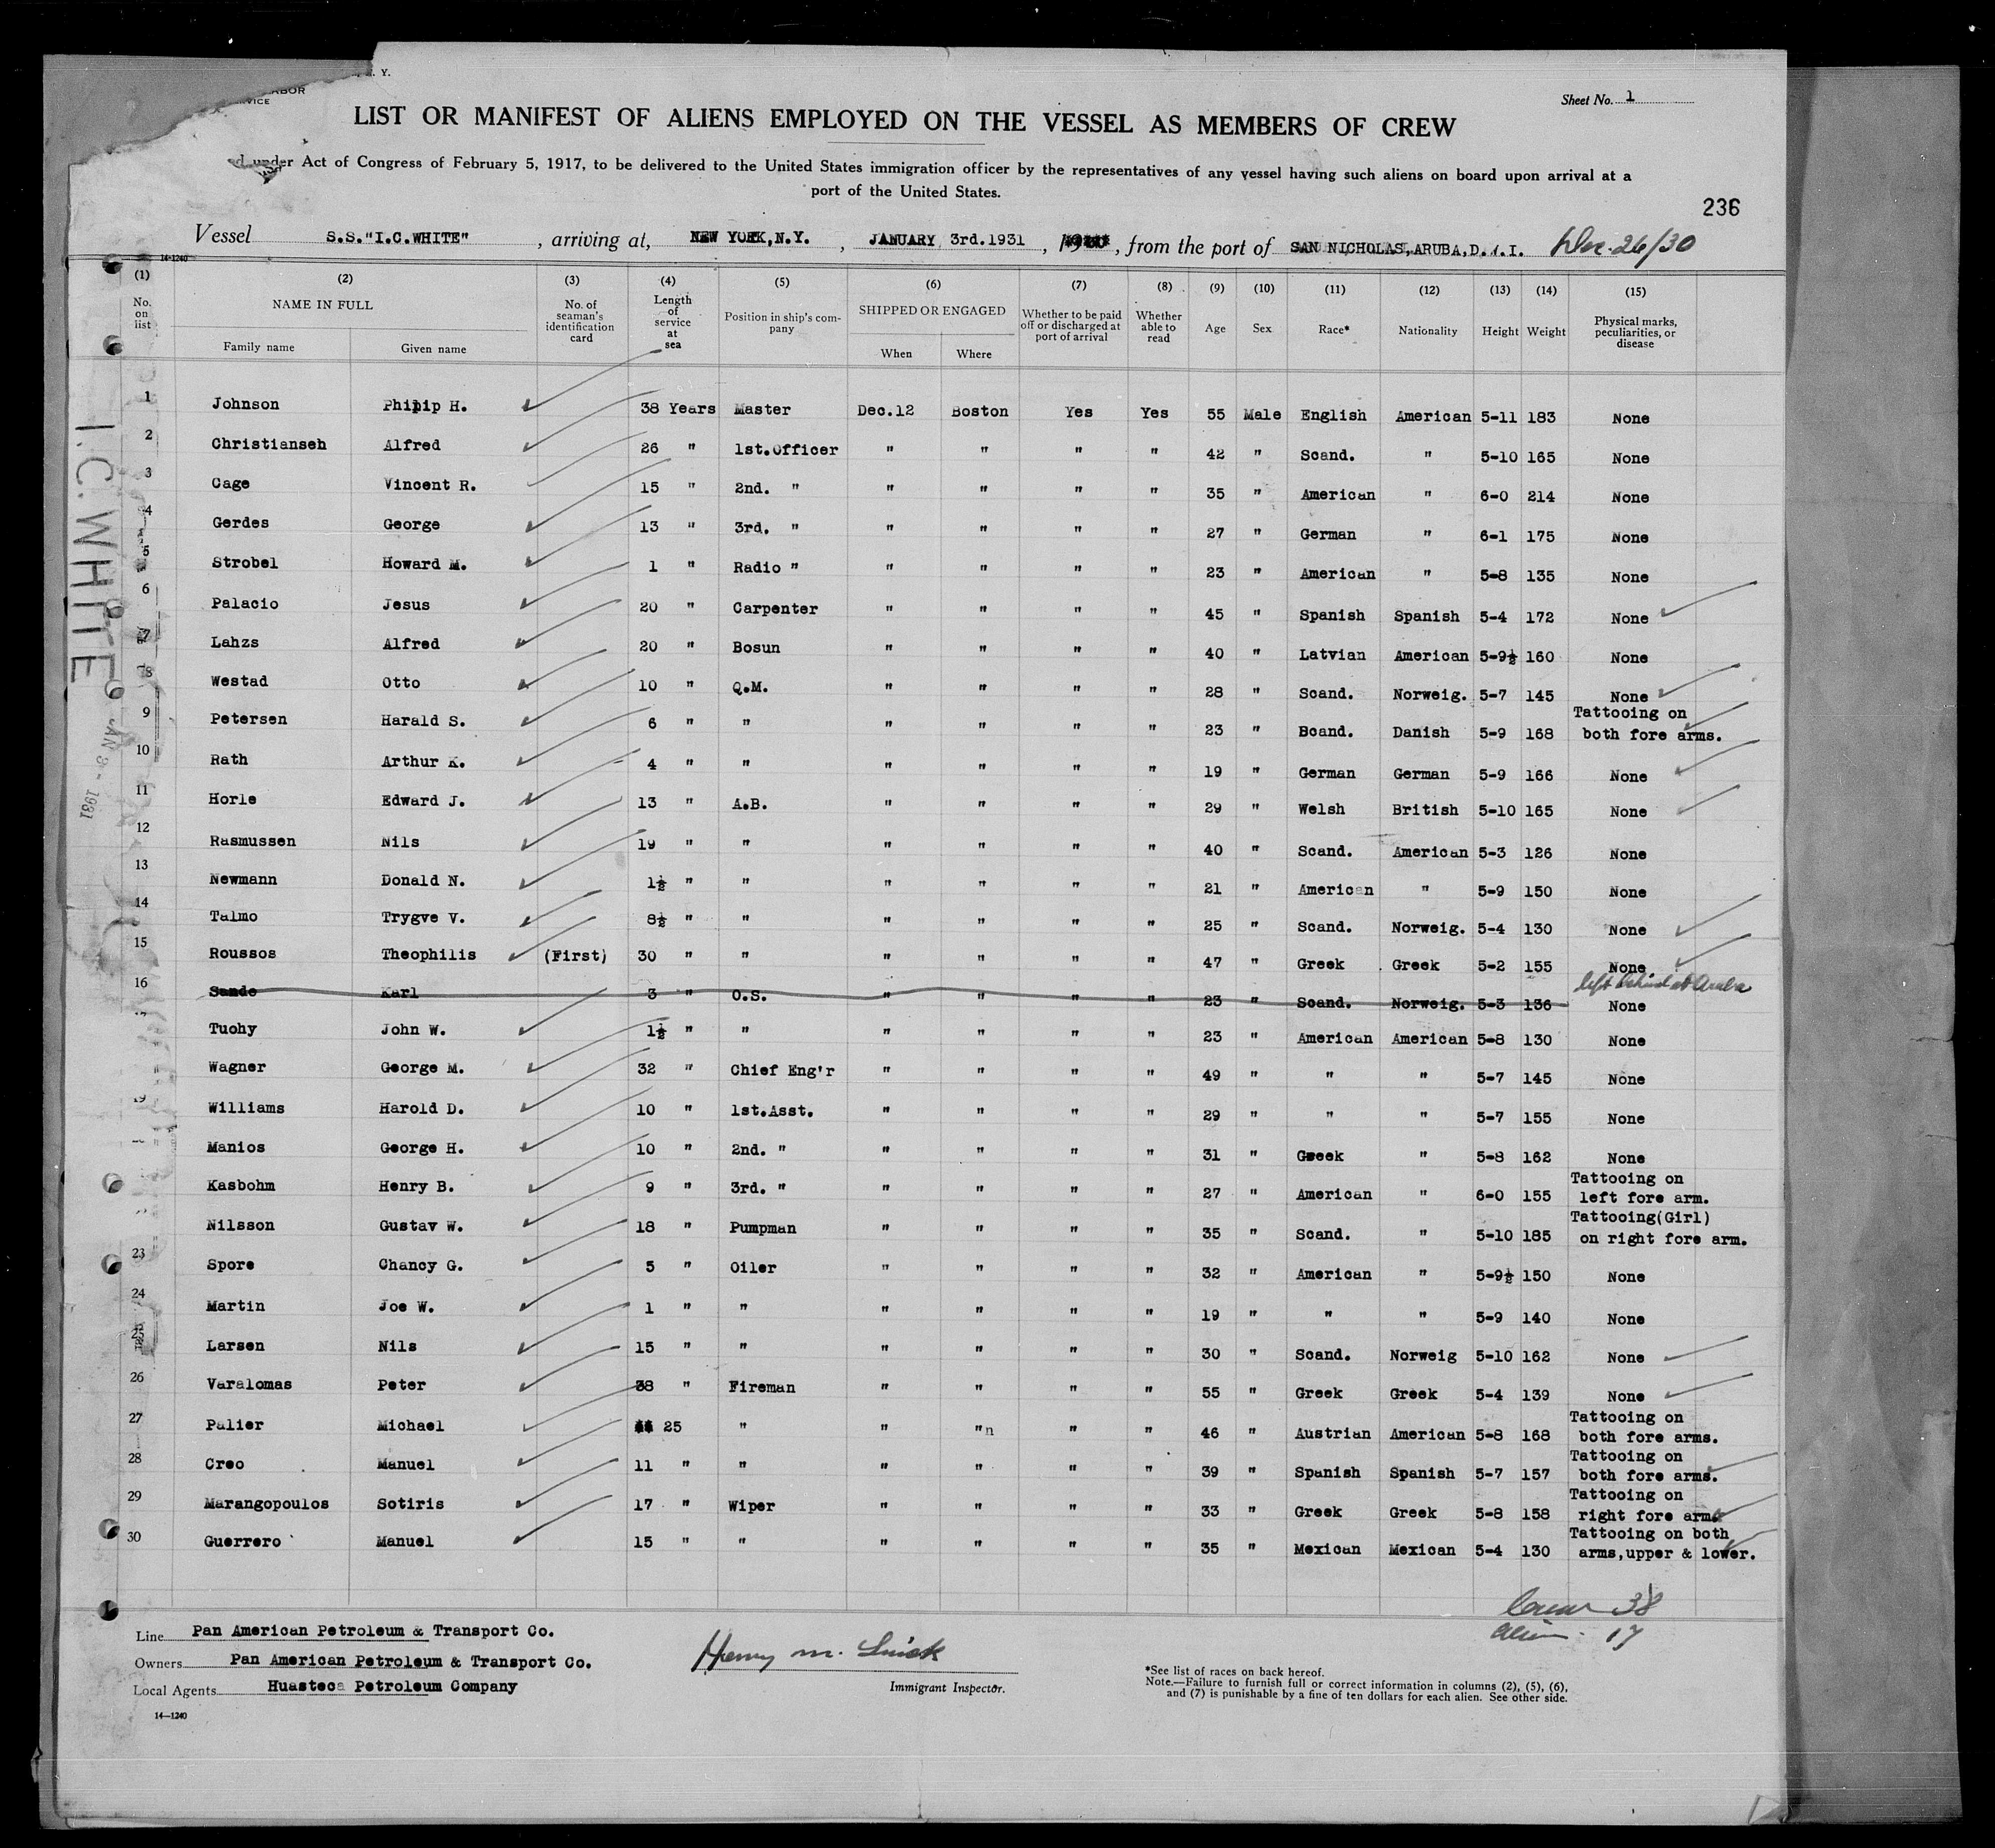 . Y.
ABOR
VICE
Sheet No. 1
LIST OR MANIFEST OF ALIENS EMPLOYED ON THE VESSEL AS MEMBERS OF CREW
d under Act of Congress of February 5, 1917, to be delivered to the United States immigration officer by the representatives of any vessel having such aliens on board upon arrival at a
port of the United States.
236
Vessel S.S."I.C.WHITE", arriving at, NEW YORK,N.Y., JANUARY 3rd.1931, from the port of SAN NICHOLAS,ARUBA,D.W.I. Dec. 26/30
14-1240
(1) (2) (3) (4) (5) (6) (7) (8) (9) (10) (11) (12) (13) (14) (15)
No. on list NAME IN FULL Family name Given name No. of seaman's identification card Length of service at sea Position in ship's company SHIPPED OR ENGAGED When Where Whether to be paid off or discharged at port of arrival Whether able to read Age Sex Race* Nationality Height Weight Physical marks, peculiarities, or disease
1 Johnson Philip H. 38 Years Master Dec.12 Boston Yes Yes 55 Male English American 5-11 183 None
2 Christianseh Alfred 26 " 1st.Officer " " " " 42 " Scand. " 5-10 165 None
3 Cage Vincent R. 15 " 2nd. " " " " " 35 " American " 6-0 214 None
4 Gerdes George 13 " 3rd. " " " " " 27 " German " 6-1 175 None
5 Strobel Howard M. 1 " Radio " " " " " 23 " American " 5-8 135 None
6 Palacio Jesus 20 " Carpenter " " " " 45 " Spanish Spanish 5-4 172 None
7 Lahzs Alfred 20 " Bosun " " " " 40 " Latvian American 5-9½ 160 None
8 Westad Otto 10 " Q.M. " " " " 28 " Scand. Norweig. 5-7 145 None
9 Petersen Harald S. 6 " " " " " " 23 " Bcand. Danish 5-9 168 Tattooing on both fore arms.
10 Rath Arthur K. 4 " " " " " " 19 " German German 5-9 166 None
11 Horle Edward J. 13 " A.B. " " " " 29 " Welsh British 5-10 165 None
12 Rasmussen Nils 19 " " " " " " 40 " Scand. American 5-3 126 None
13 Newmann Donald N. 1½ " " " " " " 21 " American " 5-9 150 None
14 Talmo Trygve V. 8½ " " " " " " 25 " Scand. Norweig. 5-4 130 None
15 Roussos Theophilis (First) 30 " " " " " " 47 " Greek Greek 5-2 155 None
16 Sande Karl 3 " O.S. " " " " 23 " Scand. Norweig. 5-3 136 left behind at Aruba None
Tuohy John W. 1½ " " " " " " 23 " American American 5-8 130 None
Wagner George M. 32 " Chief Eng'r " " " " 49 " " " 5-7 145 None
Williams Harold D. 10 " 1st.Asst. " " " " 29 " " " 5-7 155 None
Manios George H. 10 " 2nd. " " " " " 31 " Greek " 5-8 162 None
Kasbohm Henry B. 9 " 3rd. " " " " " 27 " American " 6-0 155 Tattooing on left fore arm.
Nilsson Gustav W. 18 " Pumpman " " " " 35 " Scand. " 5-10 185 Tattooing(Girl) on right fore arm.
23 Spore Chancy G. 5 " Oiler " " " " 32 " American " 5-9½ 150 None
24 Martin Joe W. 1 " " " " " " 19 " " " 5-9 140 None
25 Larsen Nils 15 " " " " " " 30 " Scand. Norweig 5-10 162 None
26 Varalomas Peter 38 " Fireman " " " " 55 " Greek Greek 5-4 139 None
27 Palier Michael 25 " " "n " " 46 " Austrian American 5-8 168 Tattooing on both fore arms.
28 Creo Manuel 11 " " " " " " 39 " Spanish Spanish 5-7 157 Tattooing on both fore arms.
29 Marangopoulos Sotiris 17 " Wiper " " " " 33 " Greek Greek 5-8 158 Tattooing on right fore arm.
30 Guerrero Manuel 15 " " " " " " 35 " Mexican Mexican 5-4 130 Tattooing on both arms,upper & lower.
I.C.WHITE
JAN 3 - 1931
Crew 38
Alien - 17
Line Pan American Petroleum & Transport Co.
Owners Pan American Petroleum & Transport Co.
Local Agents Huasteca Petroleum Company
14—1240
Henry M.
Immigrant Inspector.
*See list of races on back hereof.
Note.—Failure to furnish full or correct information in columns (2), (5), (6),
and (7) is punishable by a fine of ten dollars for each alien. See other side.